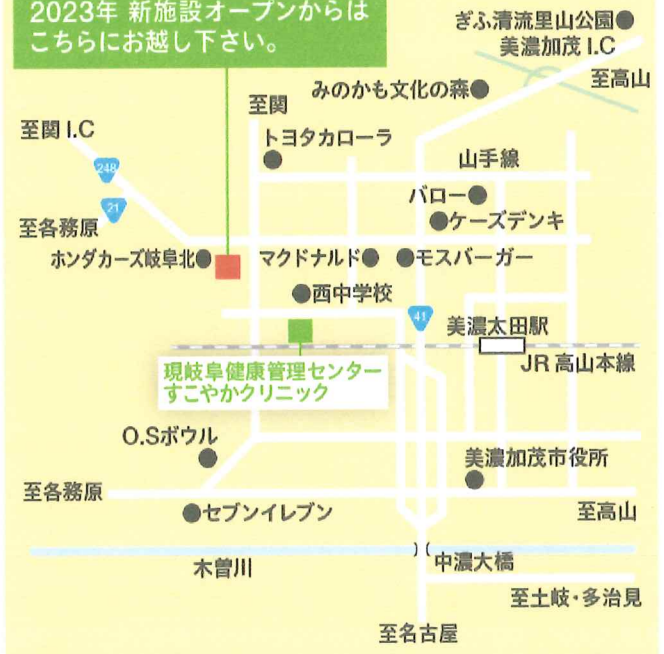 2023年 新施設オープンからは
こちらにお越し下さい。
ぎふ清流里山公園
美濃加茂 I.C
至高山
みのかも文化の森
至関
至関 I.C
トヨタカローラ
山手線
248
バロー
21
ケーズデンキ
至各務原
ホンダカーズ岐阜北
マクドナルド
モスバーガー
西中学校
41
美濃太田駅
JR 高山本線
現岐阜健康管理センター
すこやかクリニック
O.Sボウル
美濃加茂市役所
至各務原
セブンイレブン
至高山
木曽川
中濃大橋
至土岐・多治見
至名古屋